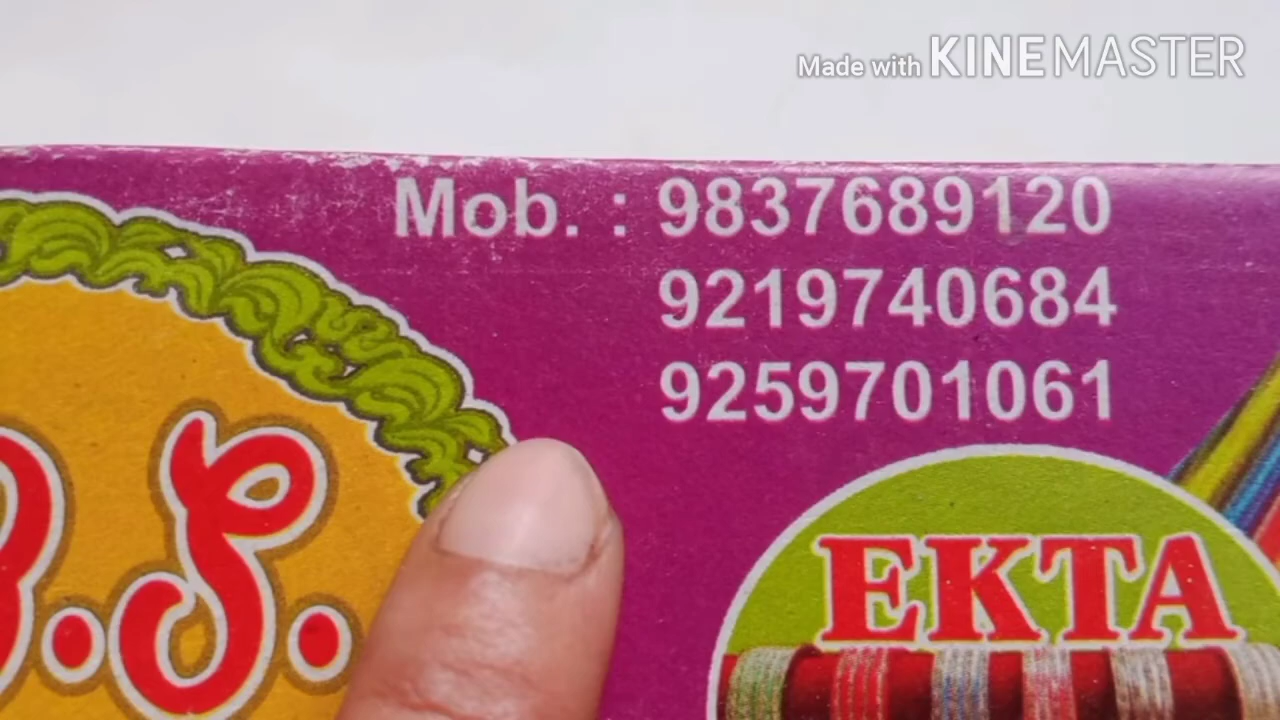 Made with KINEMASTER
Mob. : 9837689120
9219740684
9259701061
.S.
EKTA